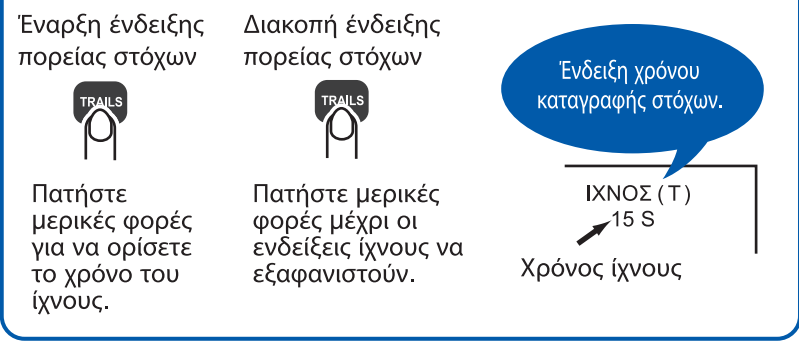 Έναρξη ένδειξης
πορείας στόχων
TRAILS
Πατήστε
μερικές φορές
για να ορίσετε
το χρόνο του
ίχνους.
Διακοπή ένδειξης
πορείας στόχων
TRAILS
Πατήστε μερικές
φορές μέχρι οι
ενδείξεις ίχνους να
εξαφανιστούν.
Ένδειξη χρόνου
καταγραφής στόχων.
ΙΧΝΟΣ (Τ)
15 S
Χρόνος ίχνους